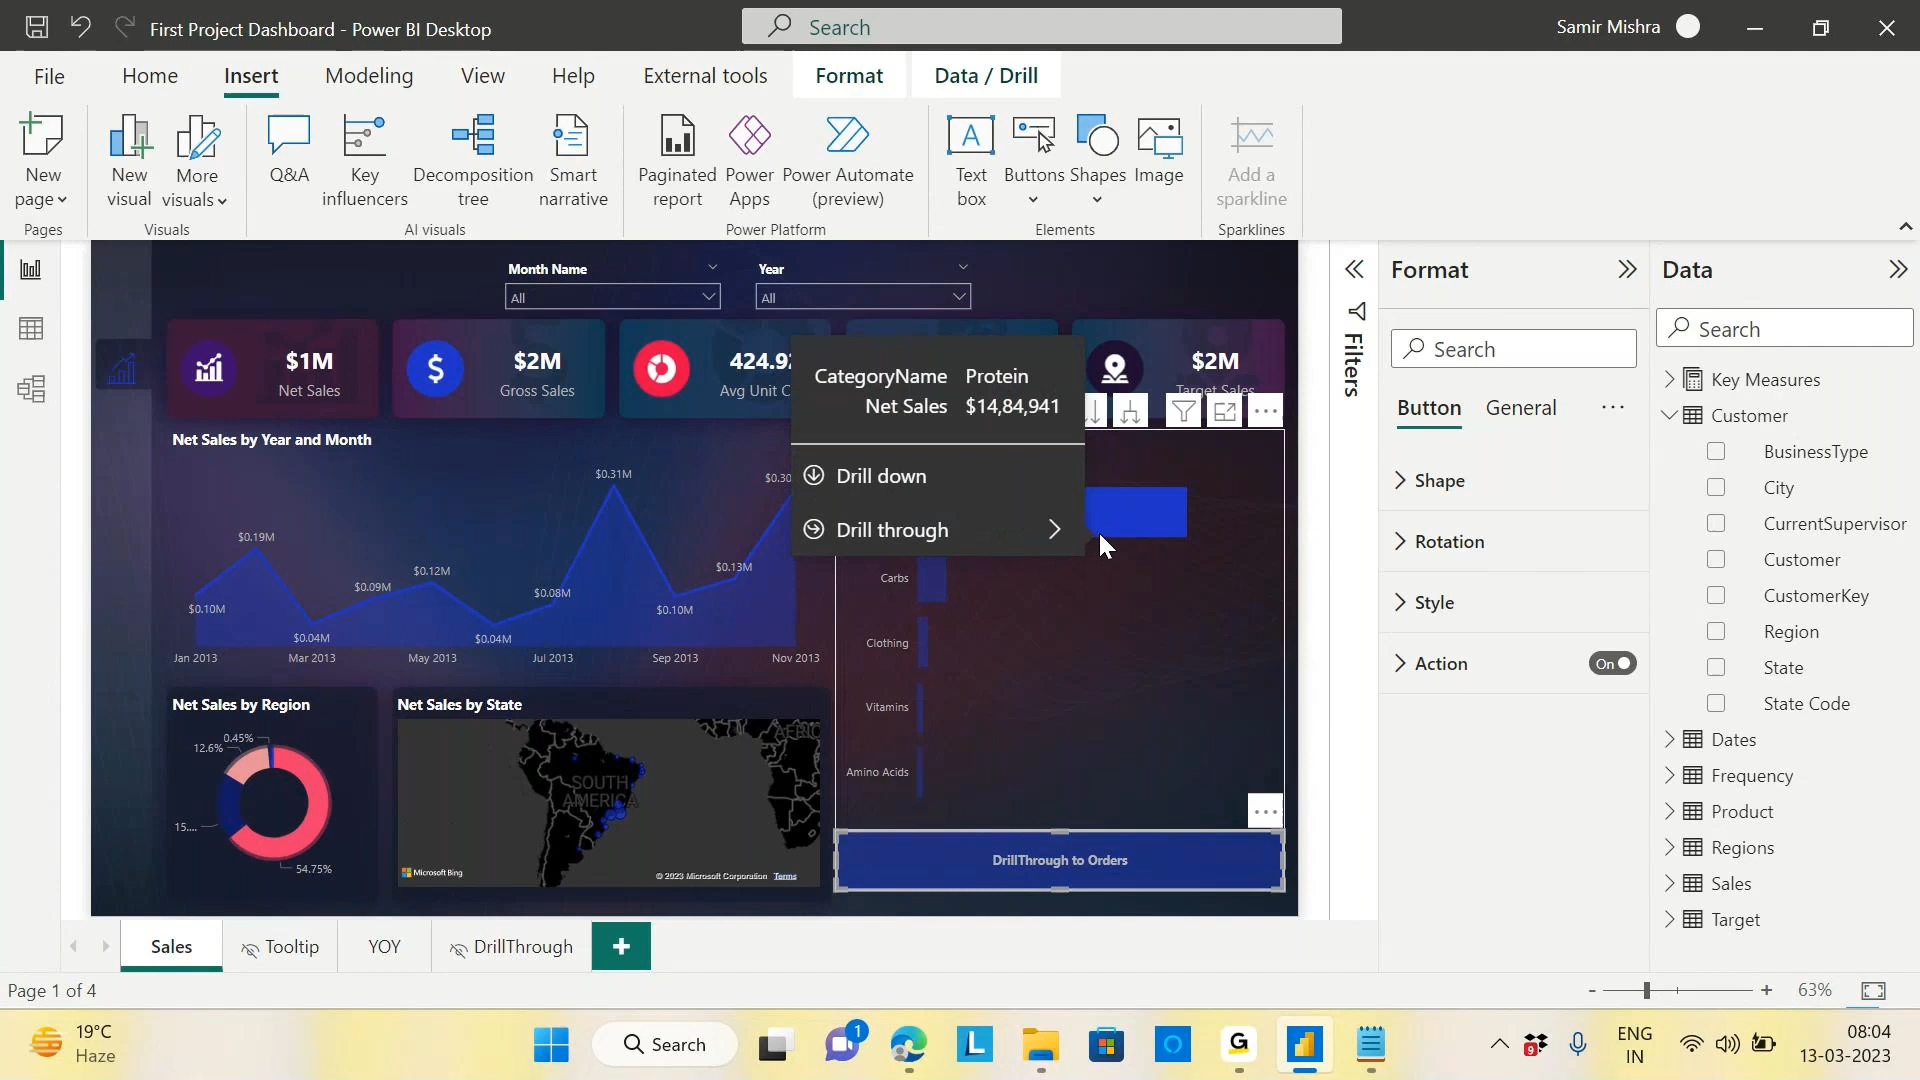 First Project Dashboard - Power BI Desktop
Search
Samir Mishra
File Home Insert Modeling View Help External tools Format Data / Drill
New page
New visual
More visuals
Q&A
Key influencers
Decomposition tree
Smart narrative
Paginated report
Power Apps
Power Automate (preview)
Text box
Buttons
Shapes
Image
Add a sparkline
Pages Visuals AI visuals Power Platform Elements Sparklines
Month Name
All
Year
All
$1M
Net Sales
$2M
Gross Sales
424.92
Avg Unit C
$2M
Target Sales
CategoryName Protein
Net Sales $14,84,941
Drill down
Drill through
Net Sales by Year and Month
$0.10M
$0.19M
$0.04M
$0.09M
$0.12M
$0.04M
$0.08M
$0.31M
$0.10M
$0.13M
$0.30
Jan 2013 Mar 2013 May 2013 Jul 2013 Sep 2013 Nov 2013
Carbs
Clothing
Vitamins
Amino Acids
DrillThrough to Orders
Net Sales by Region
0.45%
12.6%
15....
54.75%
Net Sales by State
SOUTH
AMERICA
Microsoft Bing
© 2023 Microsoft Corporation Terms
Filters
Format
Search
Button General
Shape
Rotation
Style
Action On
Data
Search
Key Measures
Customer
BusinessType
City
CurrentSupervisor
Customer
CustomerKey
Region
State
State Code
Dates
Frequency
Product
Regions
Sales
Target
Sales Tooltip YOY DrillThrough
Page 1 of 4
63%
19°C
Haze
Search
1
9
ENG
IN
08:04
13-03-2023